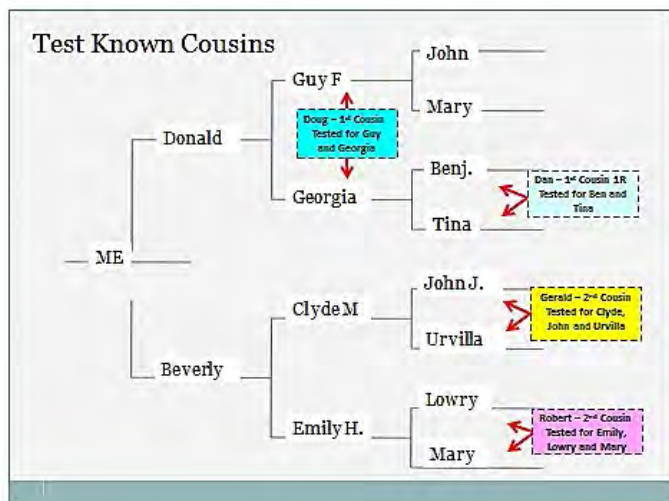 Test Known Cousins
John
Guy F
Mary
Doug – 1st Cousin
Tested for Guy
and Georgia
Donald
Benj.
Georgia
Dan – 1st Cousin 1R
Tested for Ben and
Tina
Tina
ME
John J.
Clyde M
Gerald – 2nd Cousin
Tested for Clyde,
John and Urvilla
Urvilla
Beverly
Lowry
Emily H.
Robert – 2nd Cousin
Tested for Emily,
Lowry and Mary
Mary